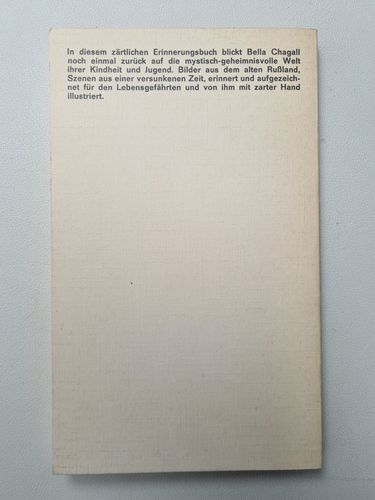 In diesem zärtlichen Erinnerungsbuch blickt Bella Chagall
noch einmal zurück auf die mystisch-geheimnisvolle Welt
ihrer Kindheit und Jugend. Bilder aus dem alten Rußland,
Szenen aus einer versunkenen Zeit, erinnert und aufgezeich-
net für den Lebensgefährten und von ihm mit zarter Hand
illustriert.